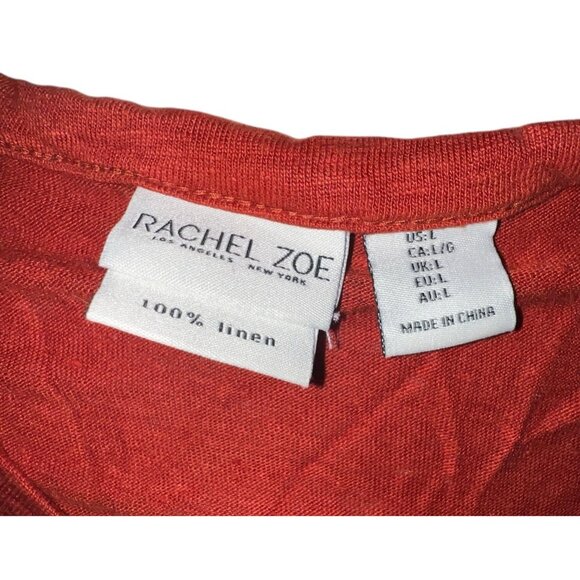 RACHEL ZOE
LOS ANGELES NEW YORK
100% linen
US: L
CA: L/G
UK: L
EU: L
AU: L
MADE IN CHINA